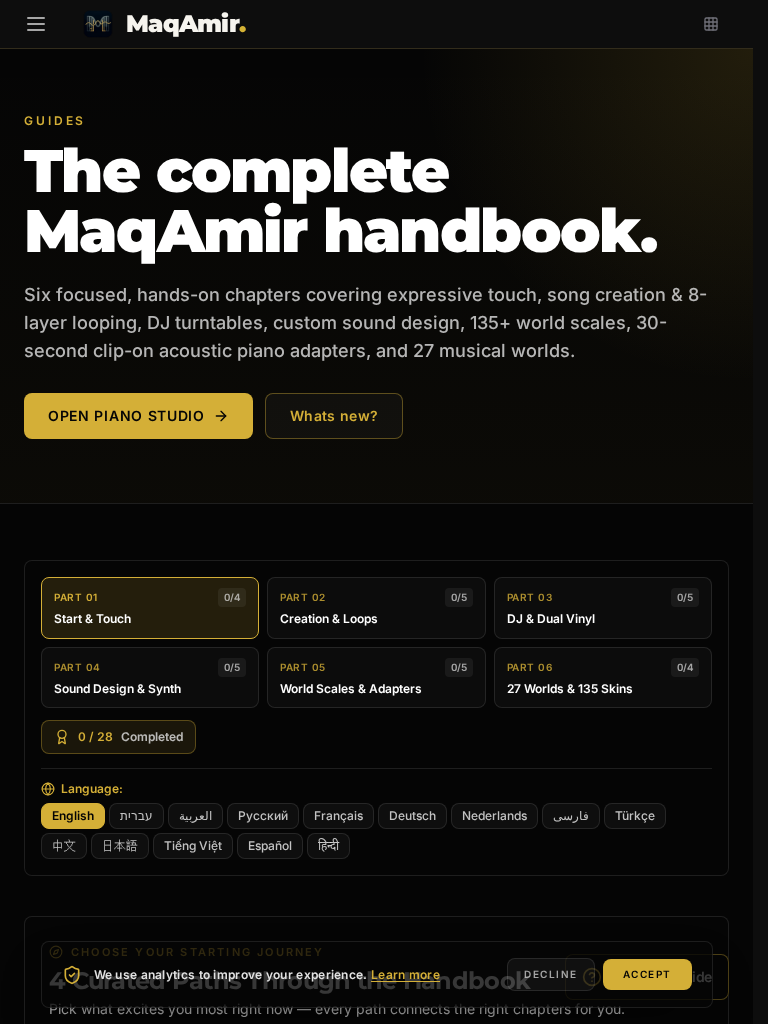 MaqAmir.
GUIDES
The complete
MaqAmir handbook.
Six focused, hands-on chapters covering expressive touch, song creation & 8-
layer looping, DJ turntables, custom sound design, 135+ world scales, 30-
second clip-on acoustic piano adapters, and 27 musical worlds.
OPEN PIANO STUDIO
Whats new?
PART 01 0/4
Start & Touch
PART 02 0/5
Creation & Loops
PART 03 0/5
DJ & Dual Vinyl
PART 04 0/5
Sound Design & Synth
PART 05 0/5
World Scales & Adapters
PART 06 0/4
27 Worlds & 135 Skins
0 / 28 Completed
Language:
English עברית العربية Русский Français Deutsch Nederlands فارسی Türkçe
中文 日本語 Tiếng Việt Español हिन्दी
CHOOSE YOUR STARTING JOURNEY
4 Curated Paths Through the Handbook
We use analytics to improve your experience. Learn more
DECLINE
ACCEPT
Pick what excites you most right now — every path connects the right chapters for you.